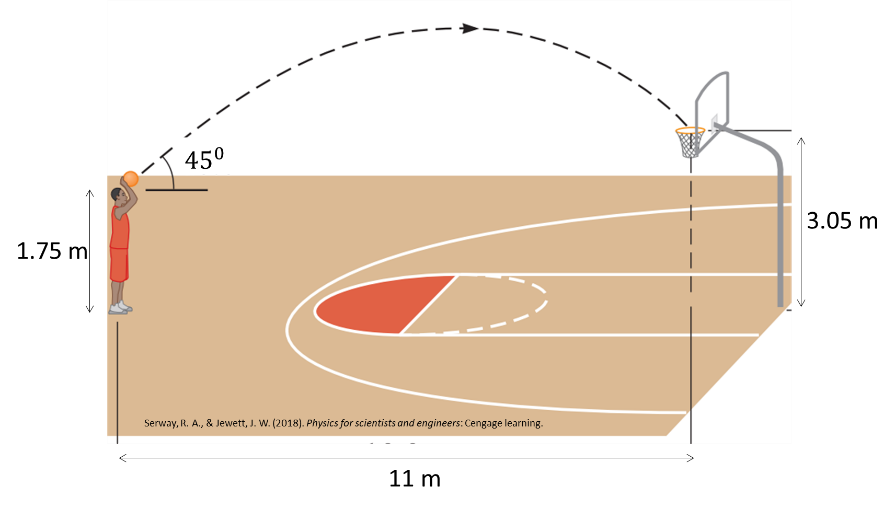 45⁰
1.75 m
3.05 m
Serway, R. A., & Jewett, J. W. (2018). Physics for scientists and engineers: Cengage learning.
11 m